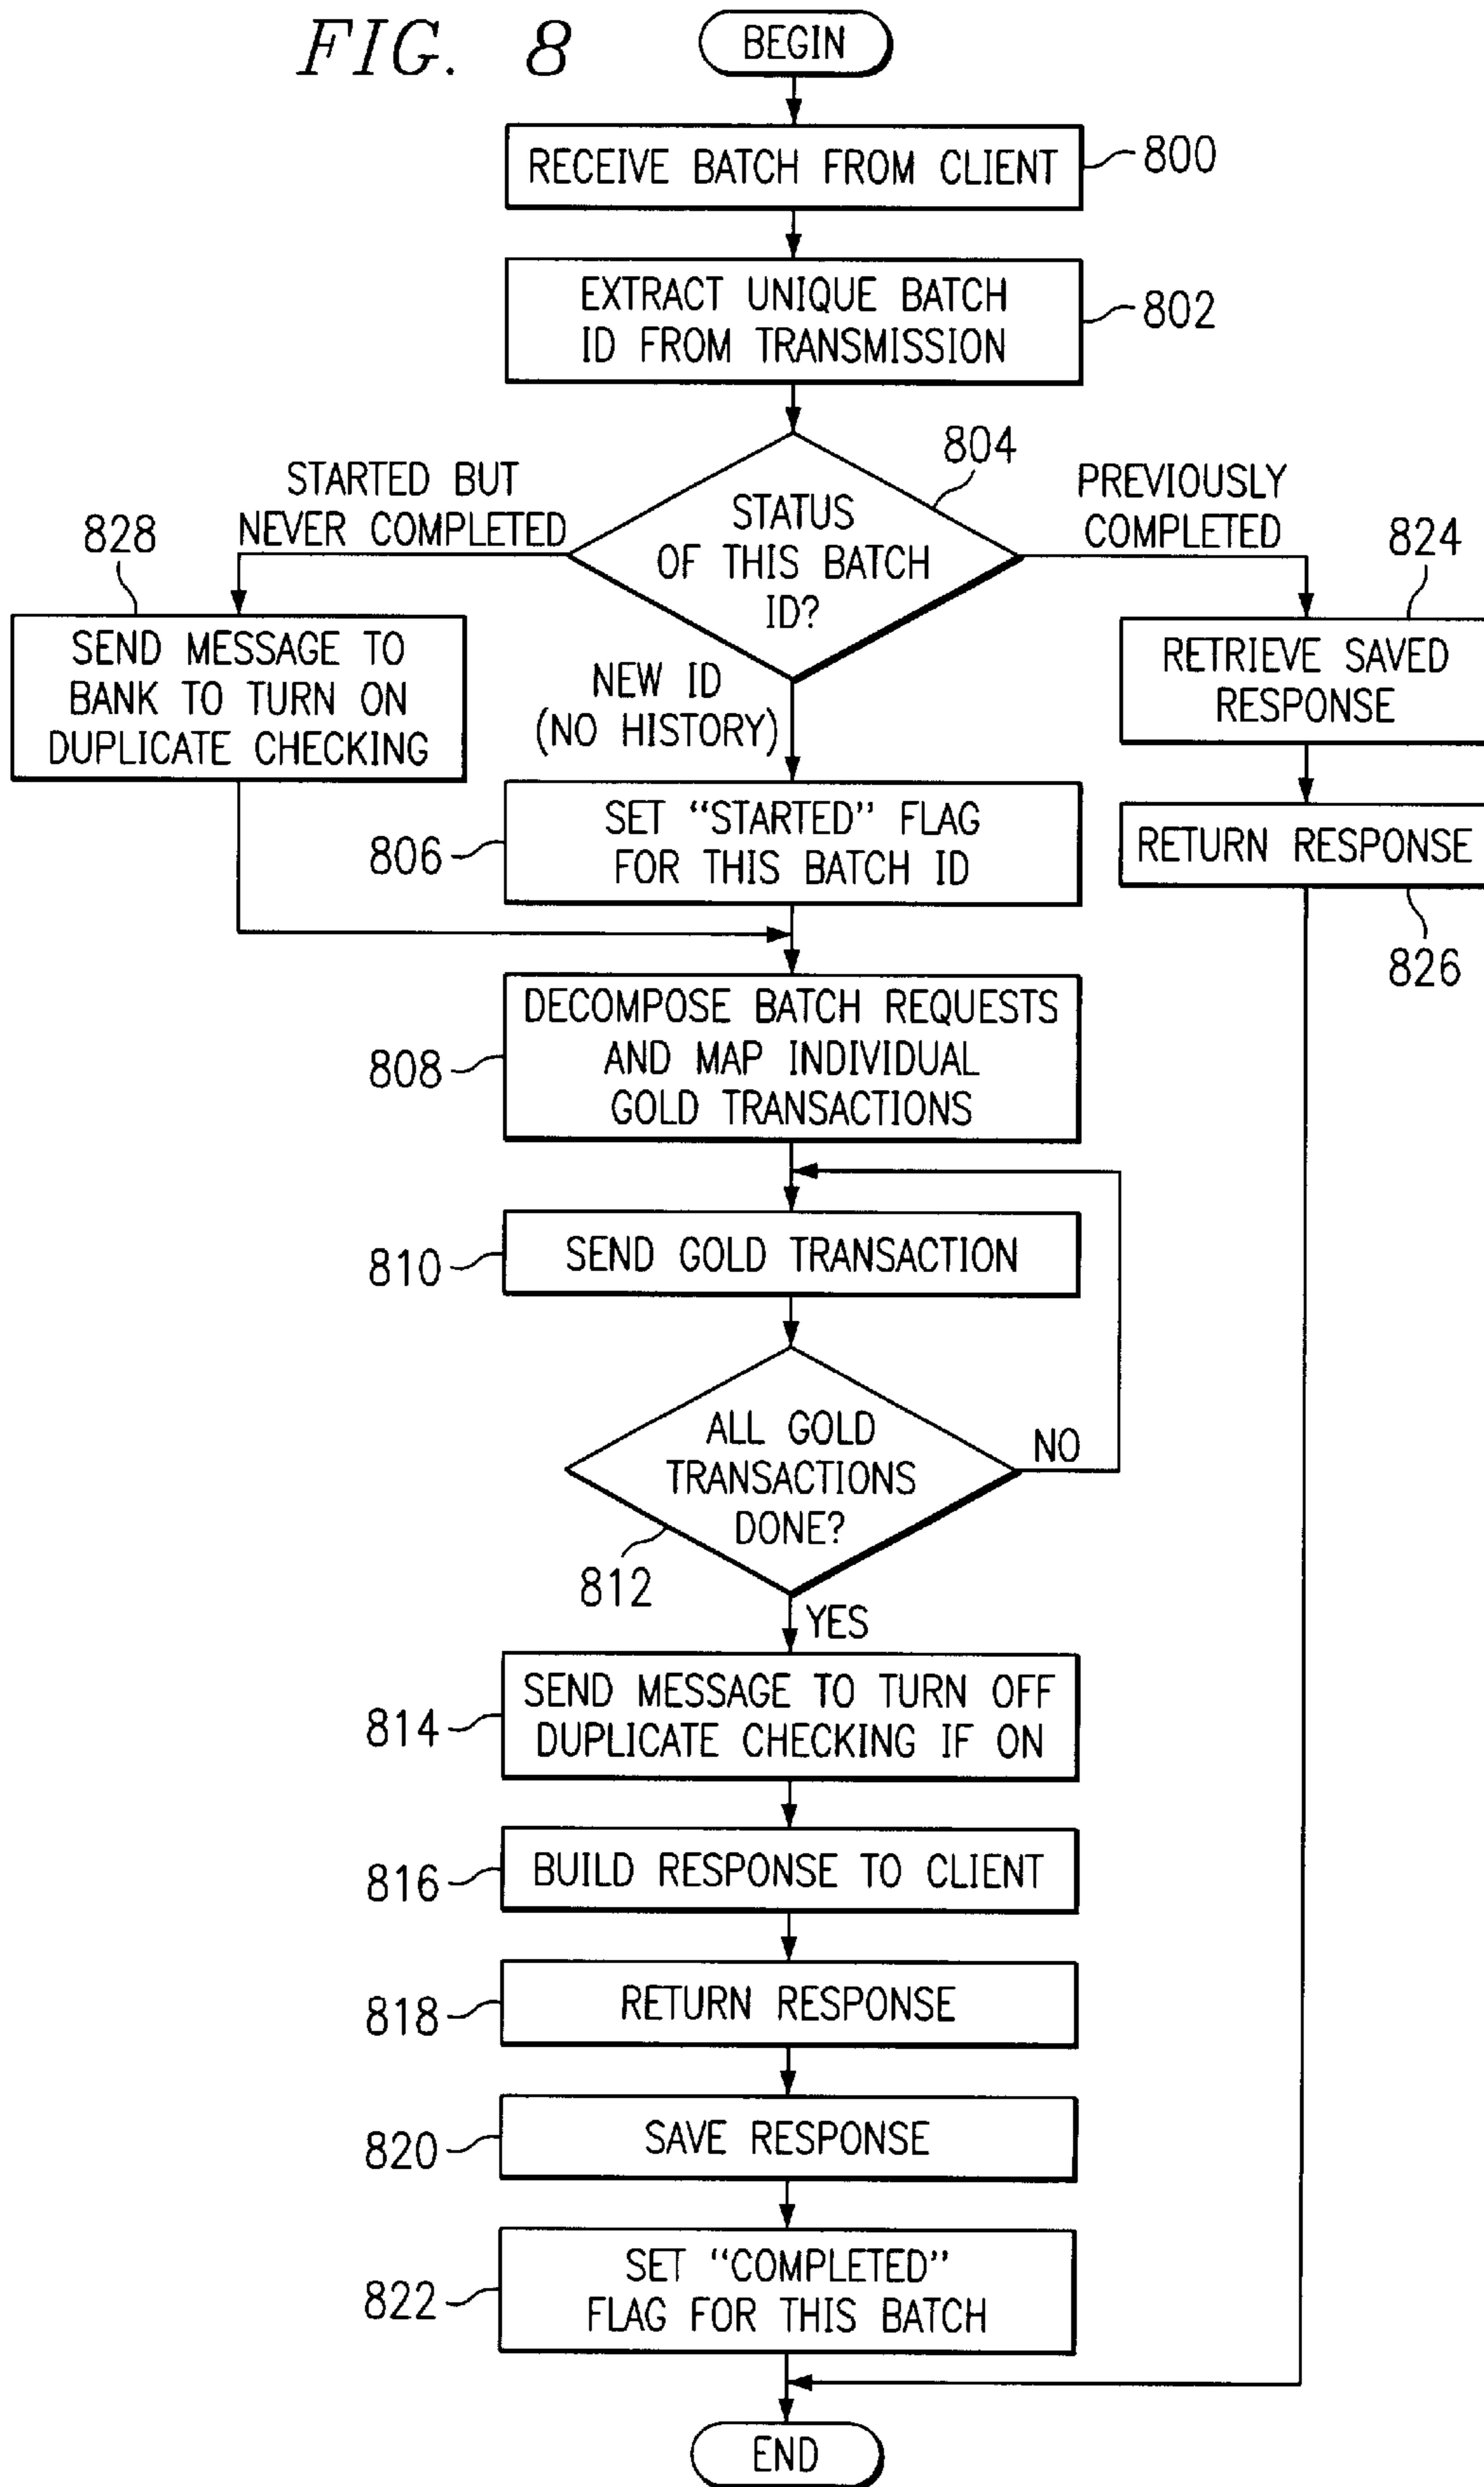 FIG. 8
BEGIN
RECEIVE BATCH FROM CLIENT
800
EXTRACT UNIQUE BATCH
ID FROM TRANSMISSION
802
804
STATUS
OF THIS BATCH
ID?
STARTED BUT
NEVER COMPLETED
PREVIOUSLY
COMPLETED
828
SEND MESSAGE TO
BANK TO TURN ON
DUPLICATE CHECKING
NEW ID
(NO HISTORY)
824
RETRIEVE SAVED
RESPONSE
806
SET “STARTED” FLAG
FOR THIS BATCH ID
RETURN RESPONSE
826
808
DECOMPOSE BATCH REQUESTS
AND MAP INDIVIDUAL
GOLD TRANSACTIONS
810
SEND GOLD TRANSACTION
ALL GOLD
TRANSACTIONS
DONE?
NO
812
YES
814
SEND MESSAGE TO TURN OFF
DUPLICATE CHECKING IF ON
816
BUILD RESPONSE TO CLIENT
818
RETURN RESPONSE
820
SAVE RESPONSE
822
SET “COMPLETED”
FLAG FOR THIS BATCH
END